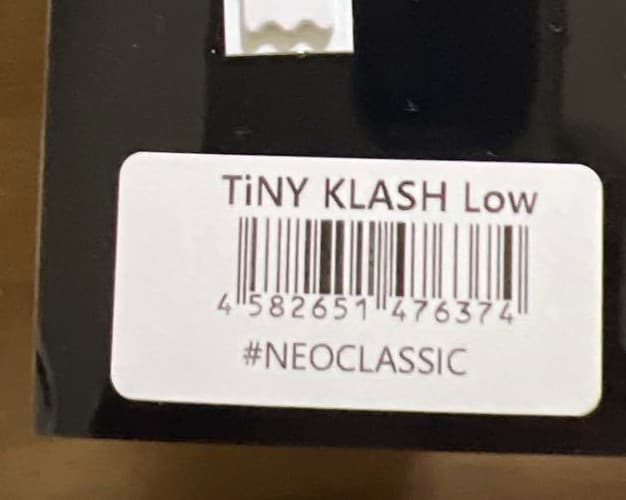 TiNY KLASH Low
4 582651 476374
#NEOCLASSIC